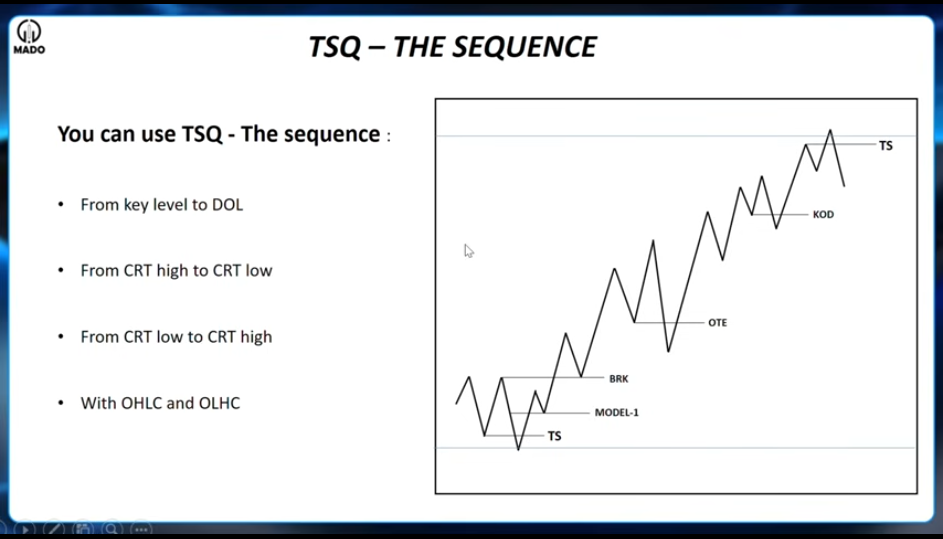 MADO
TSQ – THE SEQUENCE
You can use TSQ - The sequence :
• From key level to DOL
• From CRT high to CRT low
• From CRT low to CRT high
• With OHLC and OLHC
TS
KOD
OTE
BRK
MODEL-1
TS